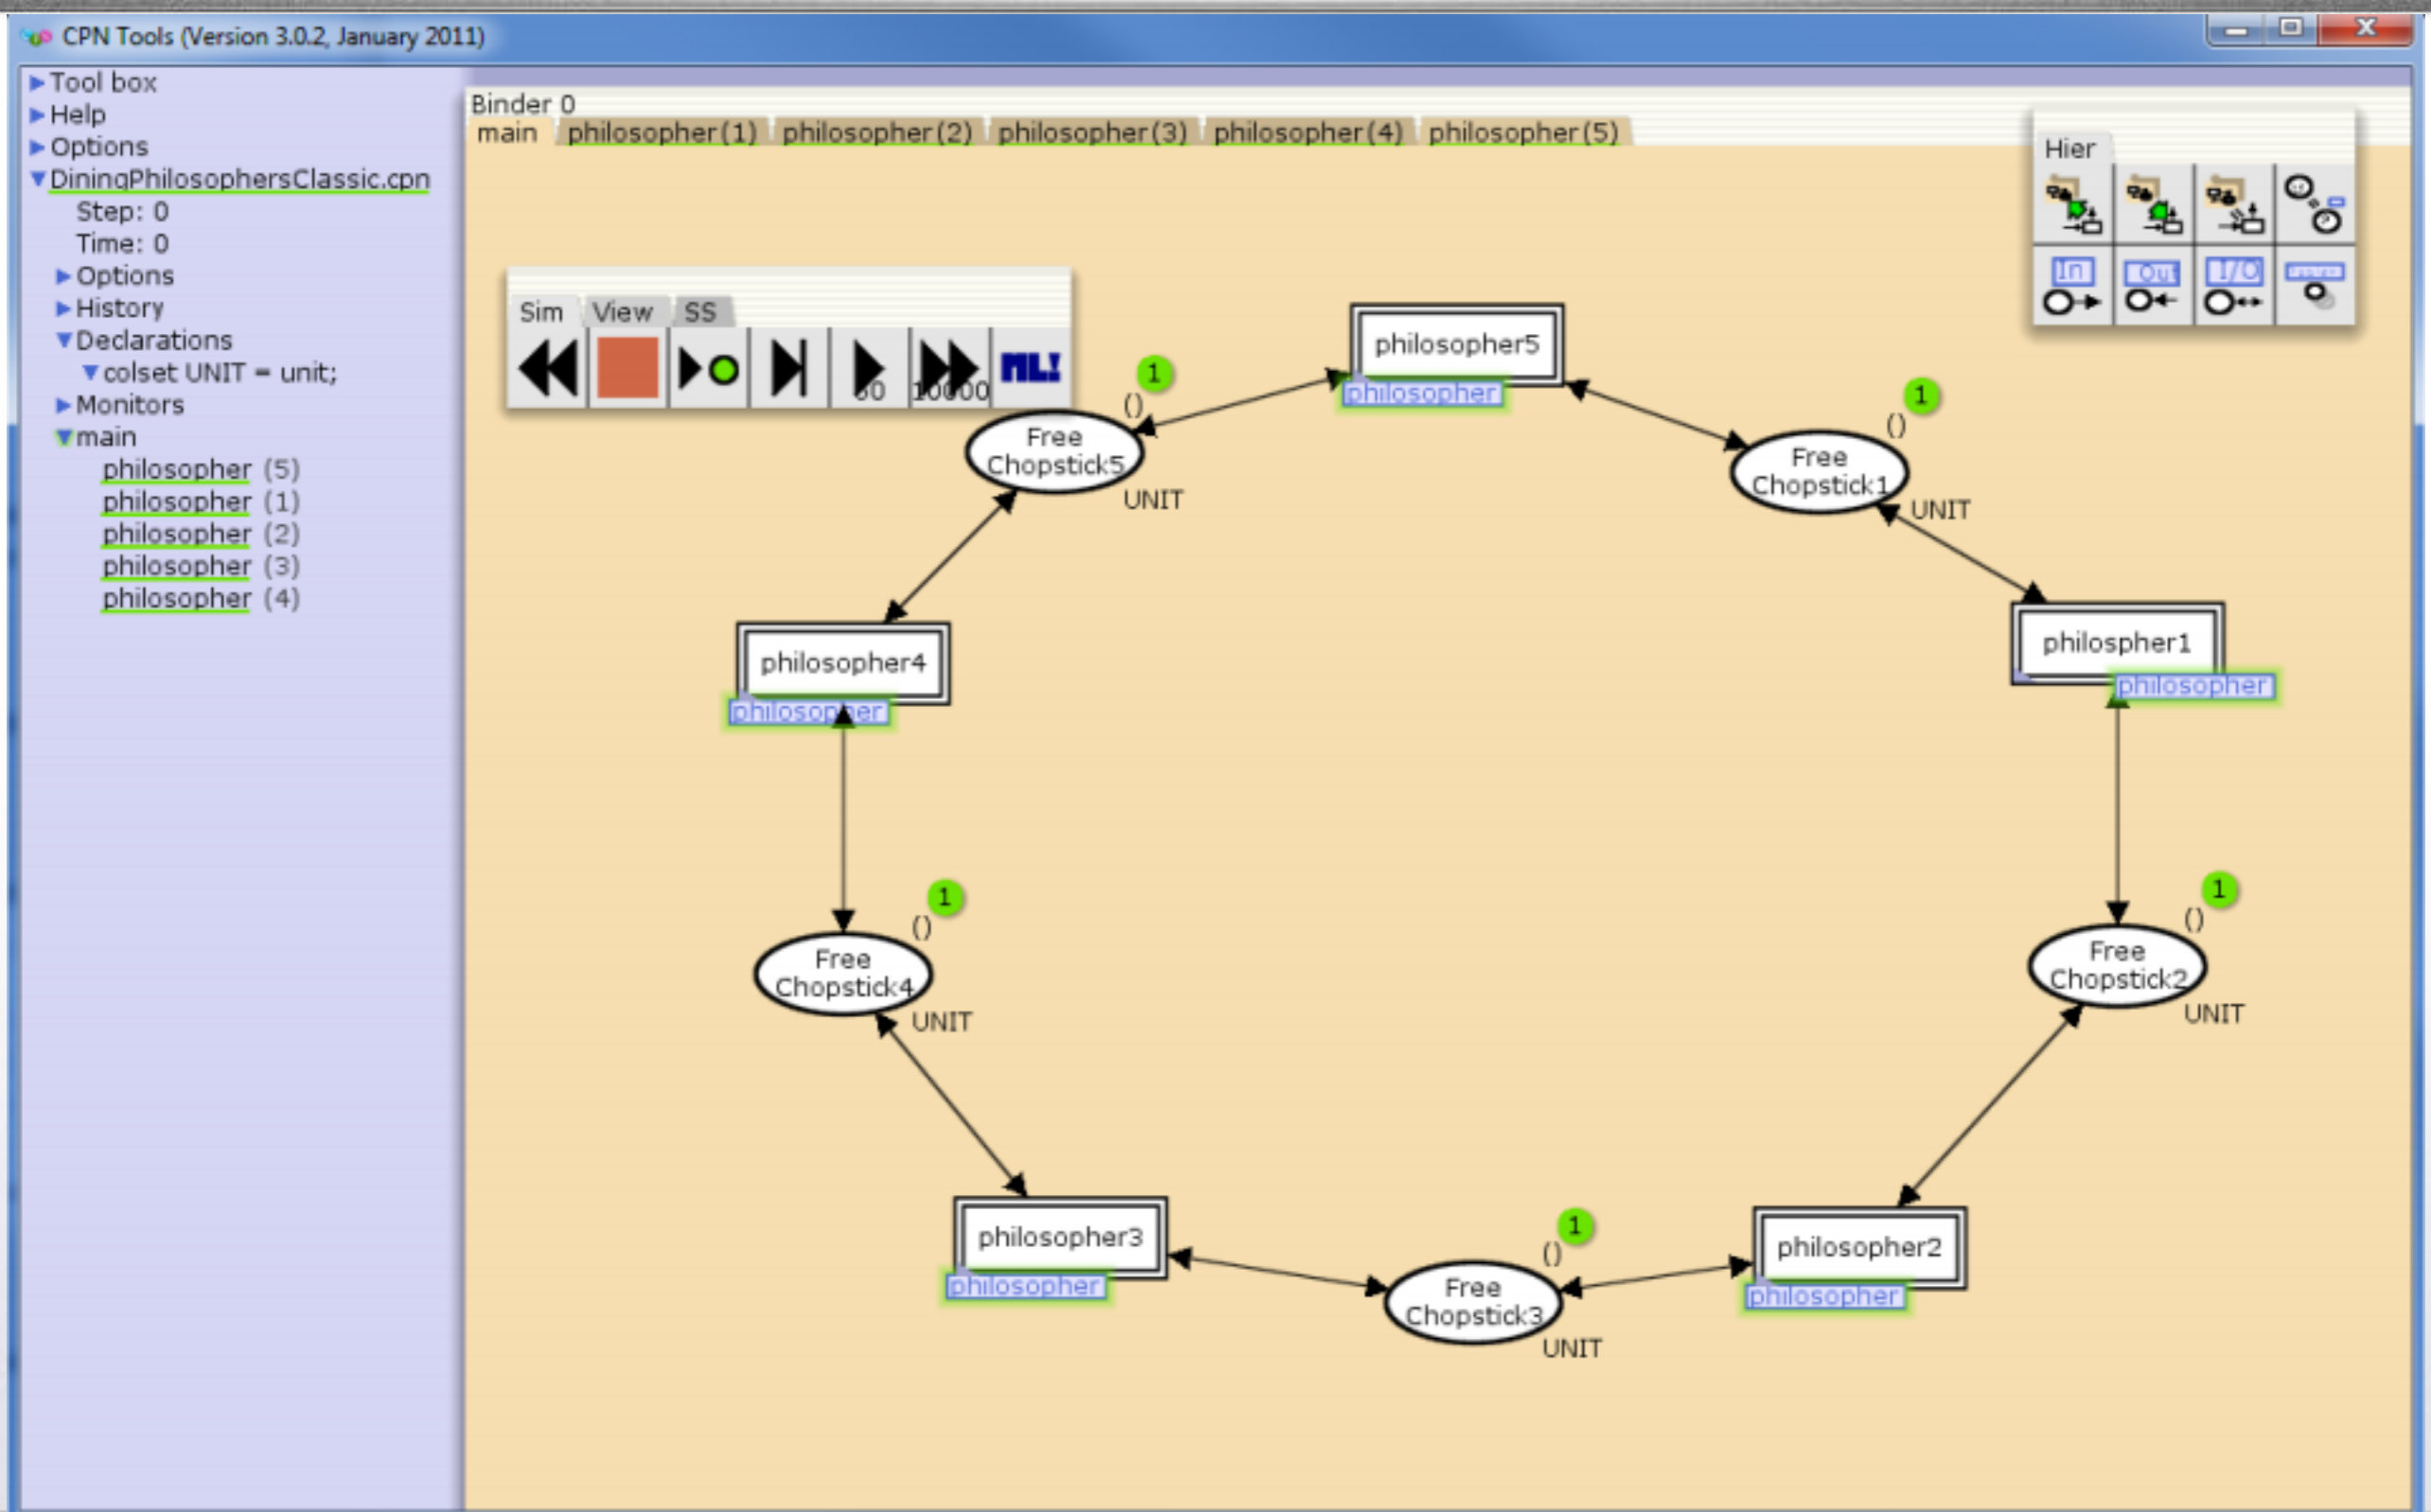 CPN Tools (Version 3.0.2, January 2011)
Tool box
Help
Options
DiningPhilosophersClassic.cpn
Step: 0
Time: 0
Options
History
Declarations
colset UNIT = unit;
Monitors
main
philosopher (5)
philosopher (1)
philosopher (2)
philosopher (3)
philosopher (4)
Binder 0
main philosopher(1) philosopher(2) philosopher(3) philosopher(4) philosopher(5)
Hier
In Out I/O
Sim View SS
50 10000 ML!
philosopher5
philosopher
1
()
Free
Chopstick5
UNIT
1
()
Free
Chopstick1
UNIT
philosopher4
philosopher
philospher1
philosopher
1
()
Free
Chopstick4
UNIT
1
()
Free
Chopstick2
UNIT
philosopher3
philosopher
1
()
Free
Chopstick3
UNIT
philosopher2
philosopher